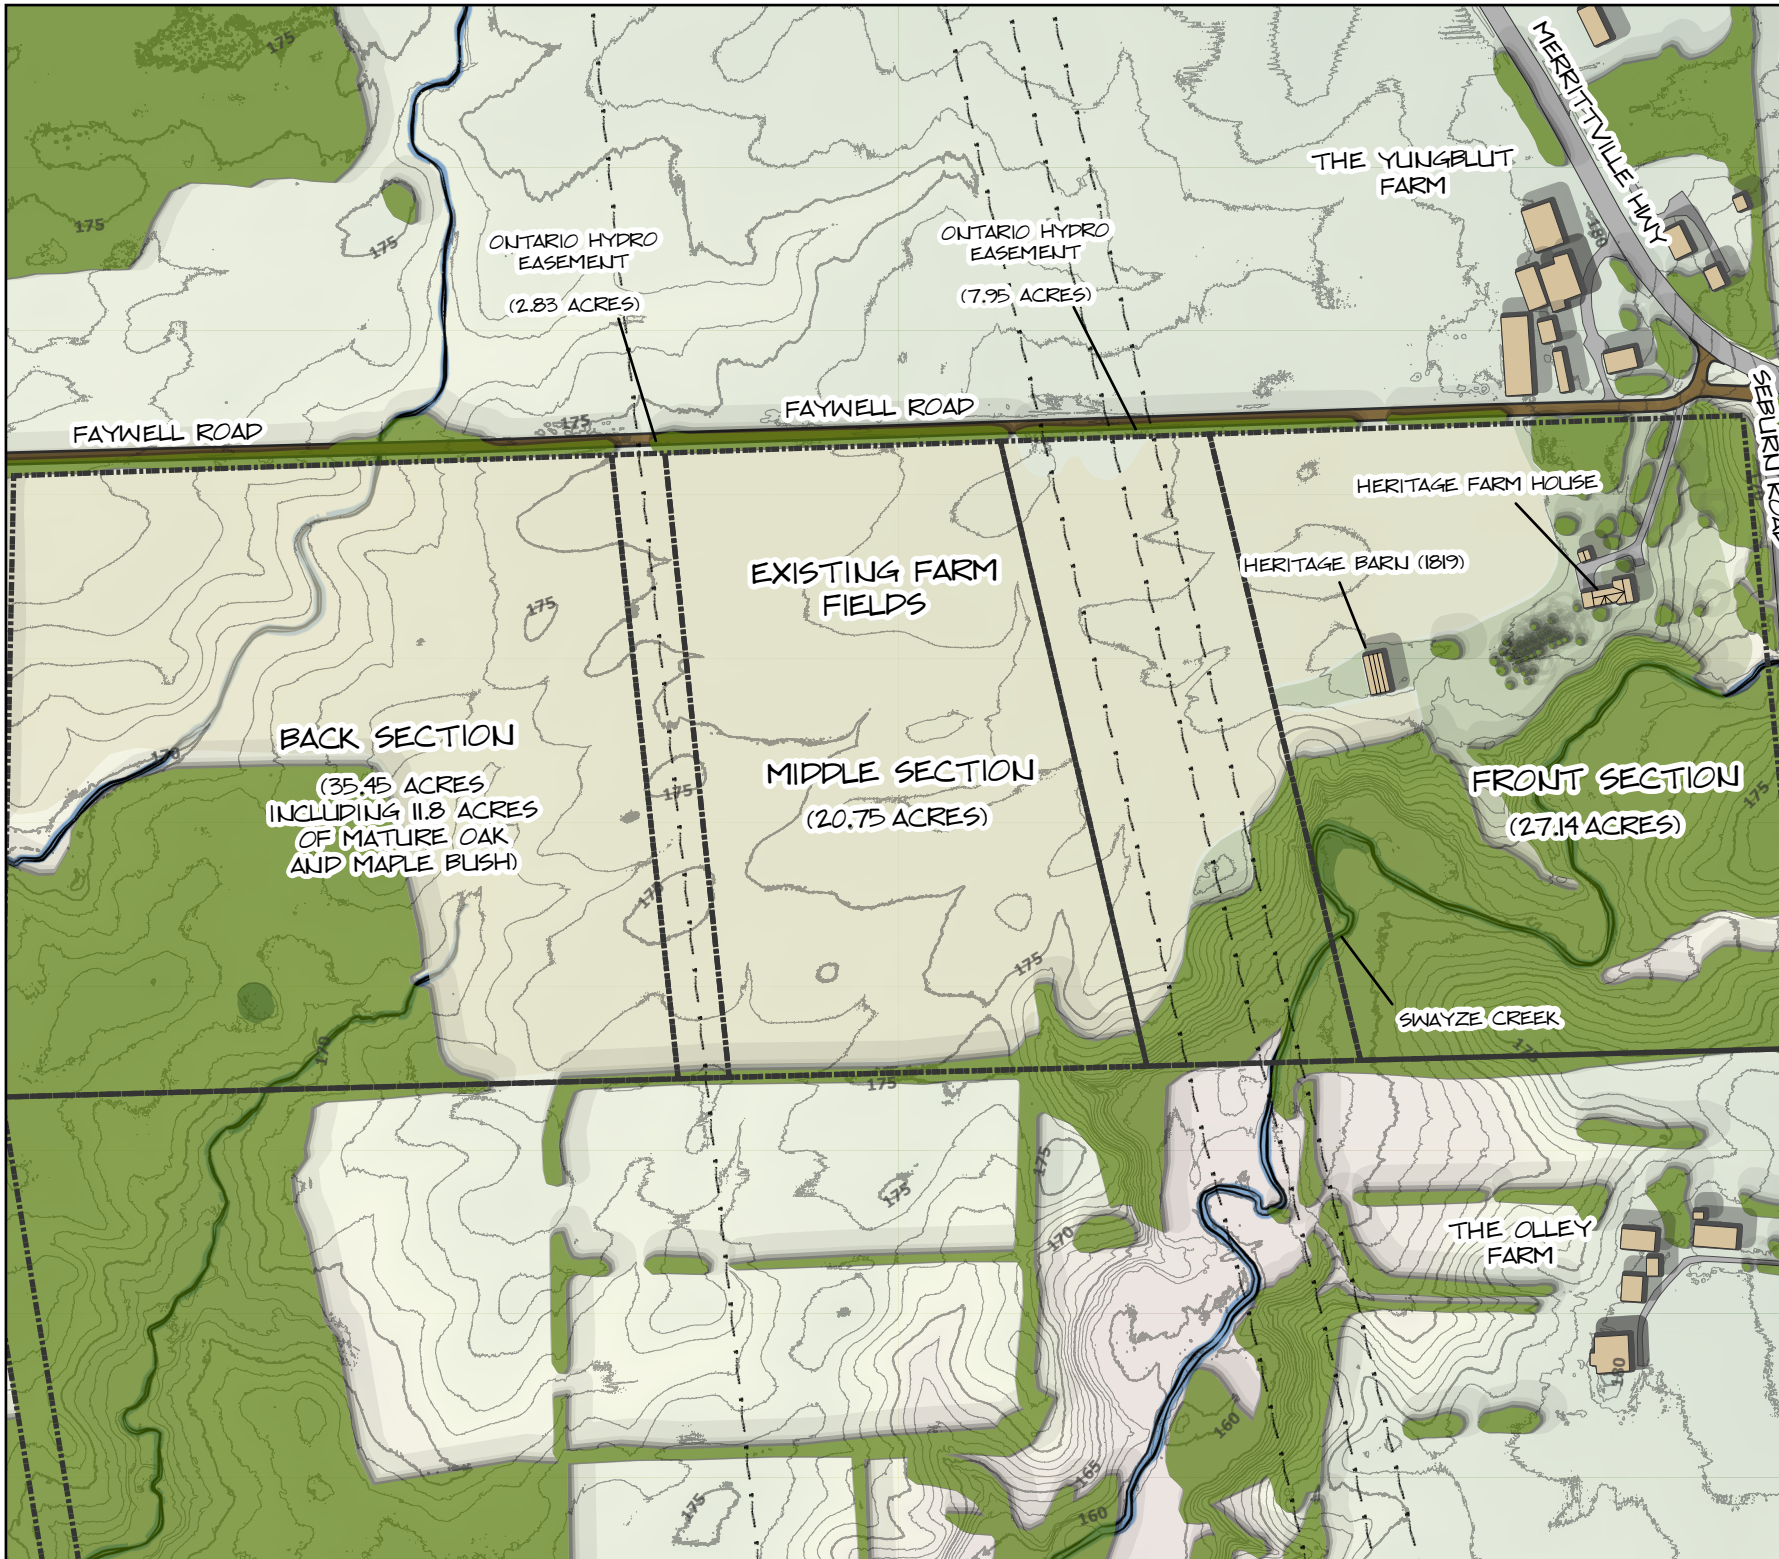 175
MERRITTVILLE HWY
THE YUNGBLUT
FARM
175
175
180
ONTARIO HYDRO
EASEMENT
(2.83 ACRES)
ONTARIO HYDRO
EASEMENT
(7.95 ACRES)
SEBURN ROAD
FAYWELL ROAD
175
FAYWELL ROAD
HERITAGE FARM HOUSE
HERITAGE BARN (1819)
EXISTING FARM
FIELDS
175
BACK SECTION
(35.45 ACRES
INCLUDING 11.8 ACRES
OF MATURE OAK
AND MAPLE BUSH)
170
MIDDLE SECTION
(20.75 ACRES)
175
FRONT SECTION
(27.14 ACRES)
175
175
175
SWAYZE CREEK
170
175
175
175
175
170
THE OLLEY
FARM
180
160
165
160
175